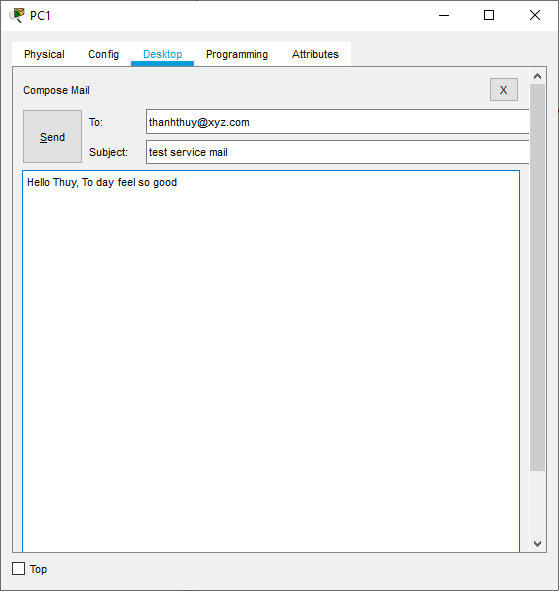 PC1
Physical Config Desktop Programming Attributes
Compose Mail
X
Send
To: thanhthuy@xyz.com
Subject: test service mail
Hello Thuy, To day feel so good
Top